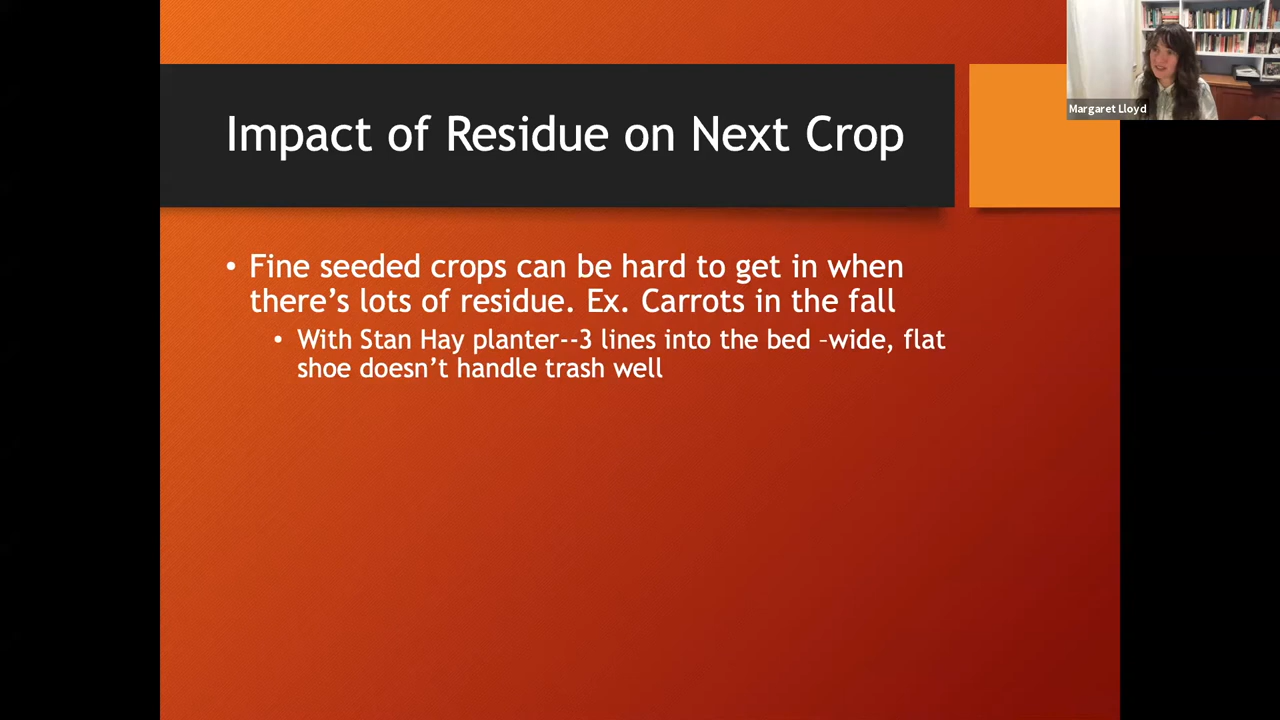 Margaret Lloyd
Impact of Residue on Next Crop
• Fine seeded crops can be hard to get in when
there’s lots of residue. Ex. Carrots in the fall
• With Stan Hay planter--3 lines into the bed –wide, flat
shoe doesn’t handle trash well